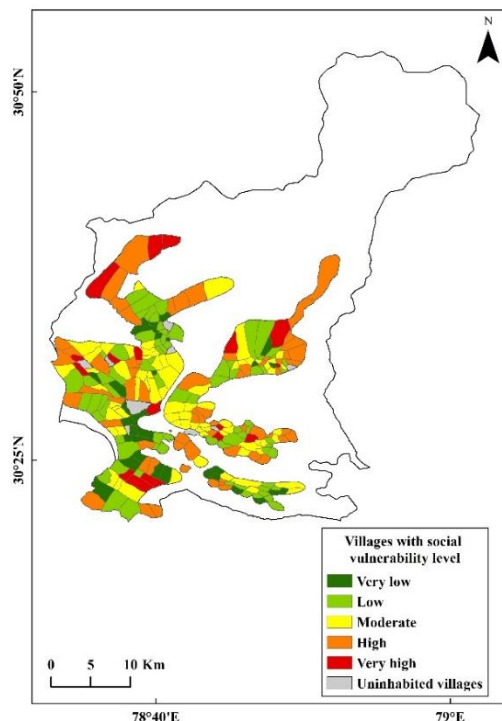 N
30°50'N
30°25'N
Villages with social
vulnerability level
Very low
Low
Moderate
High
Very high
Uninhabited villages
0 5 10 Km
78°40'E
79°E